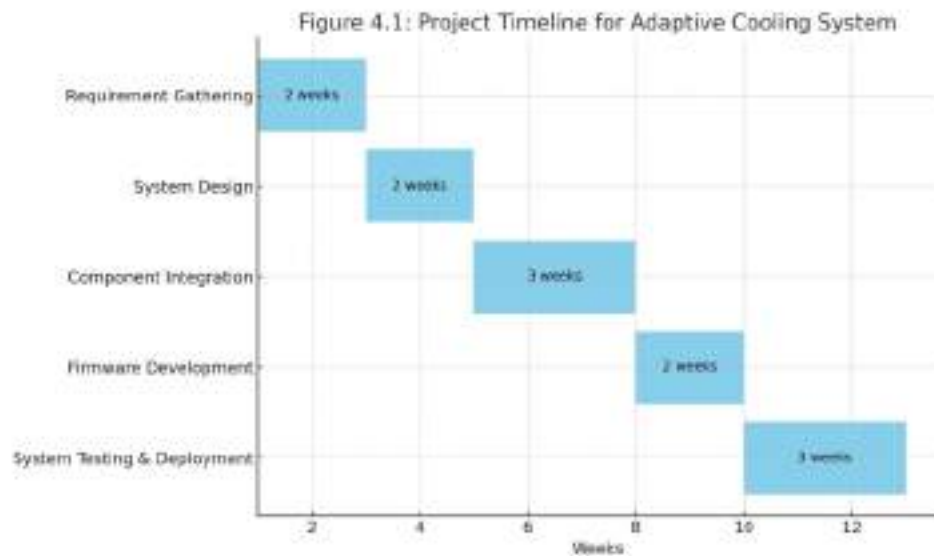 Figure 4.1: Project Timeline for Adaptive Cooling System
Requirement Gathering
2 weeks
System Design
2 weeks
Component Integration
3 weeks
Firmware Development
2 weeks
System Testing & Deployment
3 weeks
2 4 6 8 10 12
Weeks